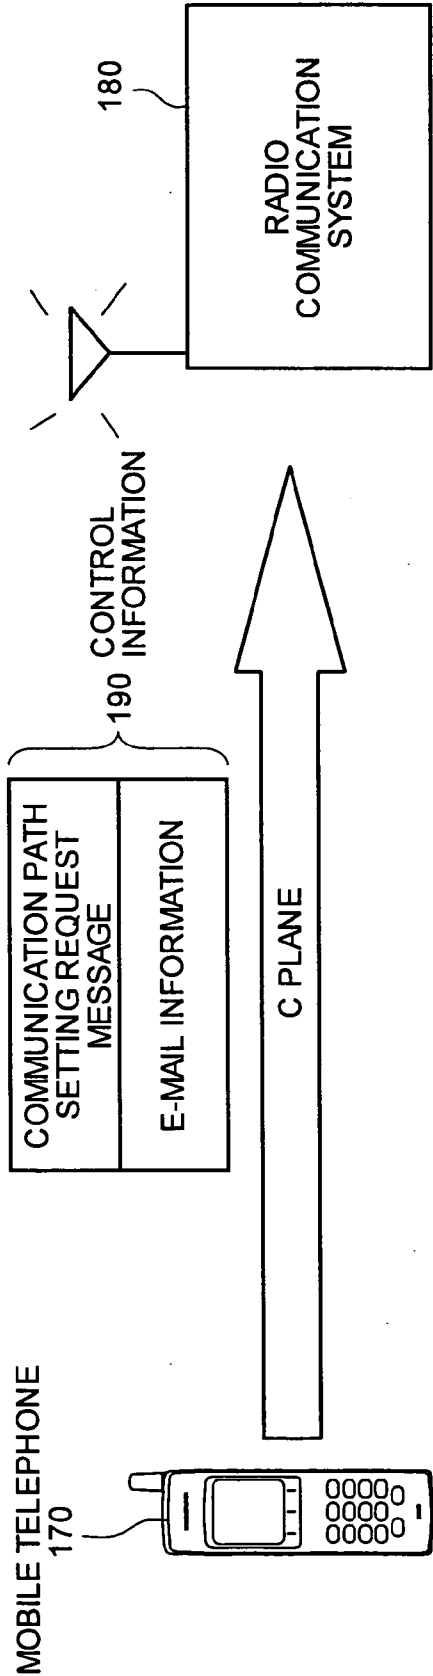 MOBILE TELEPHONE
170
COMMUNICATION PATH
SETTING REQUEST
MESSAGE
E-MAIL INFORMATION
190
CONTROL
INFORMATION
C PLANE
180
RADIO
COMMUNICATION
SYSTEM